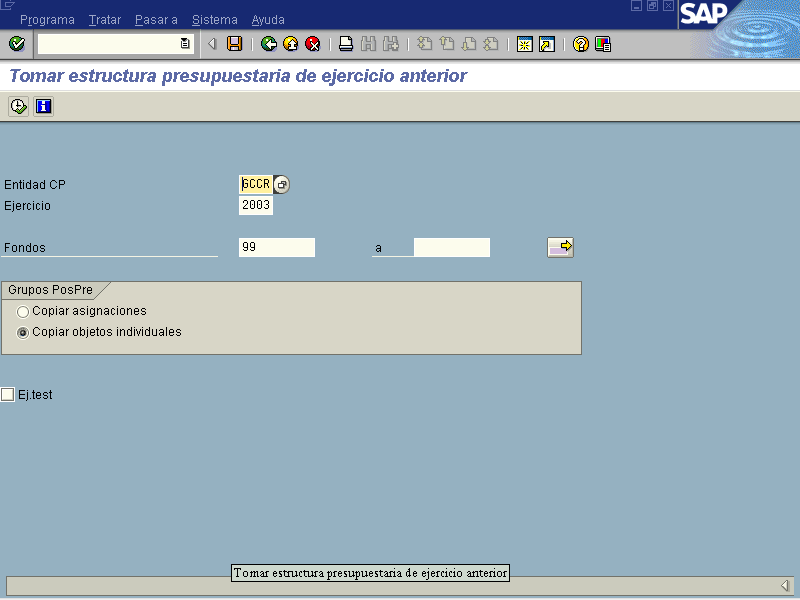 Programa Tratar Pasar a Sistema Ayuda
SAP
Tomar estructura presupuestaria de ejercicio anterior
Entidad CP GCCR
Ejercicio 2003
Fondos 99 a
Grupos PosPre
Copiar asignaciones
Copiar objetos individuales
Ej.test
Tomar estructura presupuestaria de ejercicio anterior